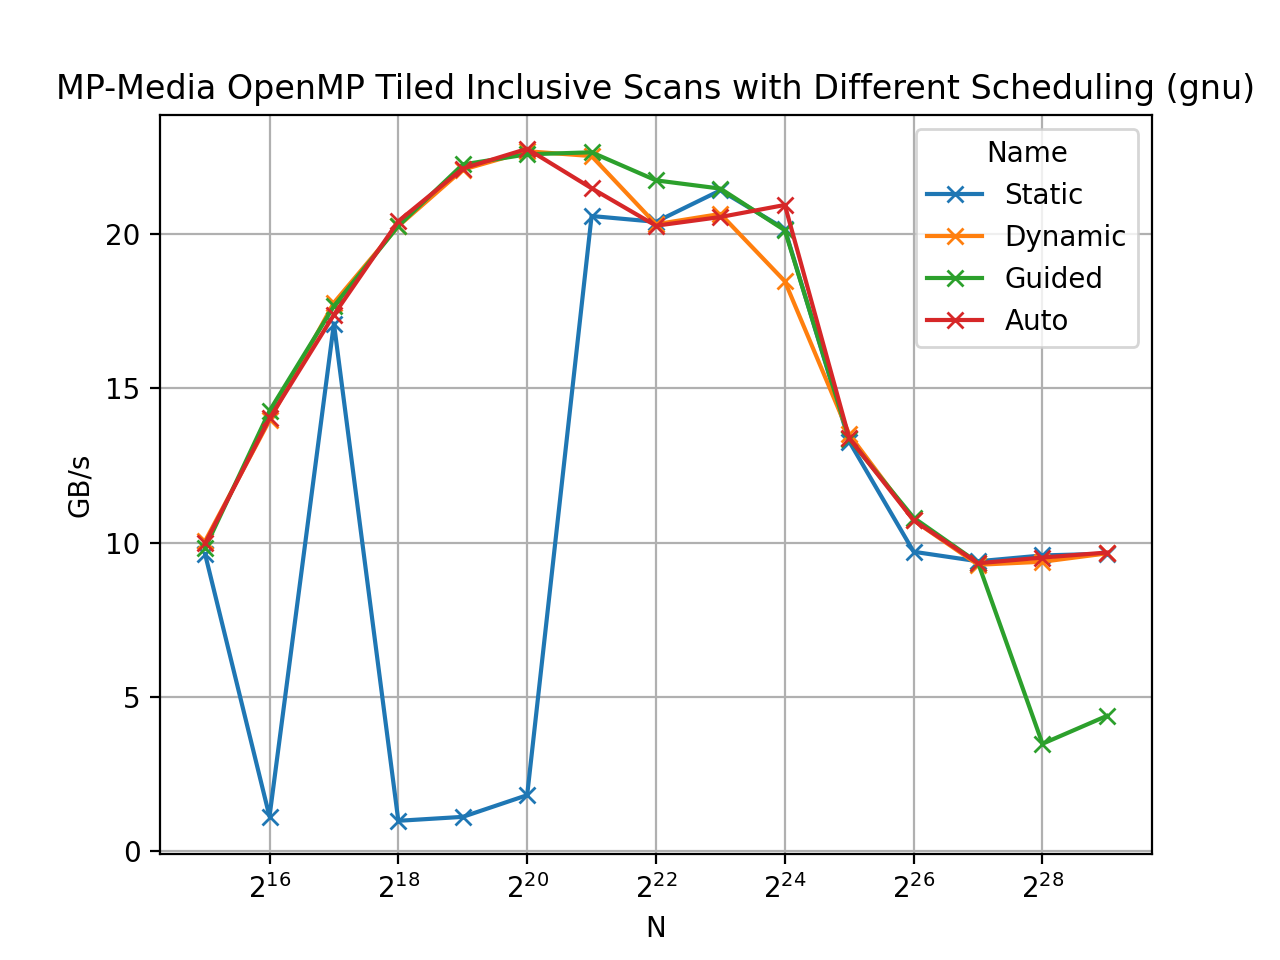 MP-Media OpenMP Tiled Inclusive Scans with Different Scheduling (gnu)
Name
Static
Dynamic
Guided
Auto
GB/s
20
15
10
5
0
2^16 2^18 2^20 2^22 2^24 2^26 2^28
N